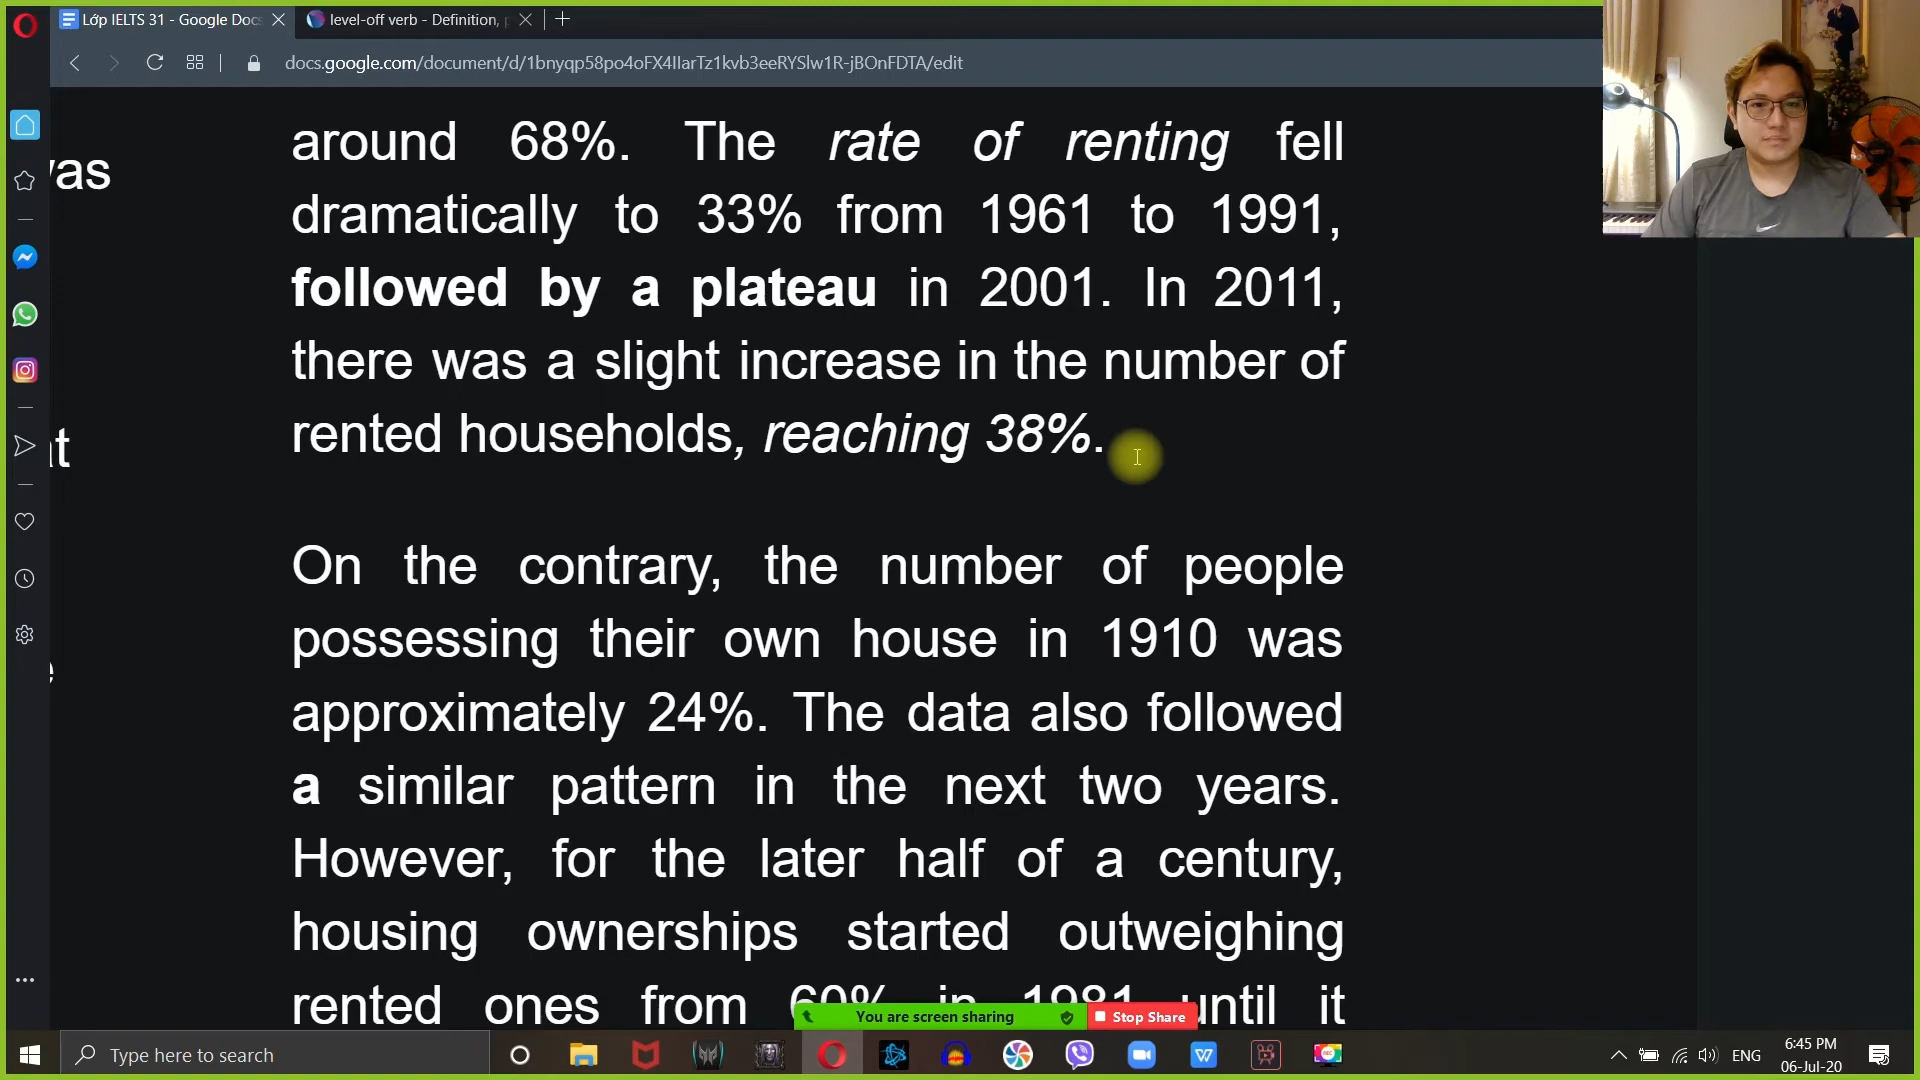 Lớp IELTS 31 - Google Docs
level-off verb - Definition,
docs.google.com/document/d/1bnyqp58po4oFX4IlarTz1kvb3eeRYSlw1R-jBOnFDTA/edit
vas
around 68%. The rate of renting fell
dramatically to 33% from 1961 to 1991,
followed by a plateau in 2001. In 2011,
there was a slight increase in the number of
rented households, reaching 38%.
On the contrary, the number of people
possessing their own house in 1910 was
approximately 24%. The data also followed
a similar pattern in the next two years.
However, for the later half of a century,
housing ownerships started outweighing
rented ones from 60% in 1981 until it
You are screen sharing
Stop Share
Type here to search
ENG
6:45 PM
06-Jul-20